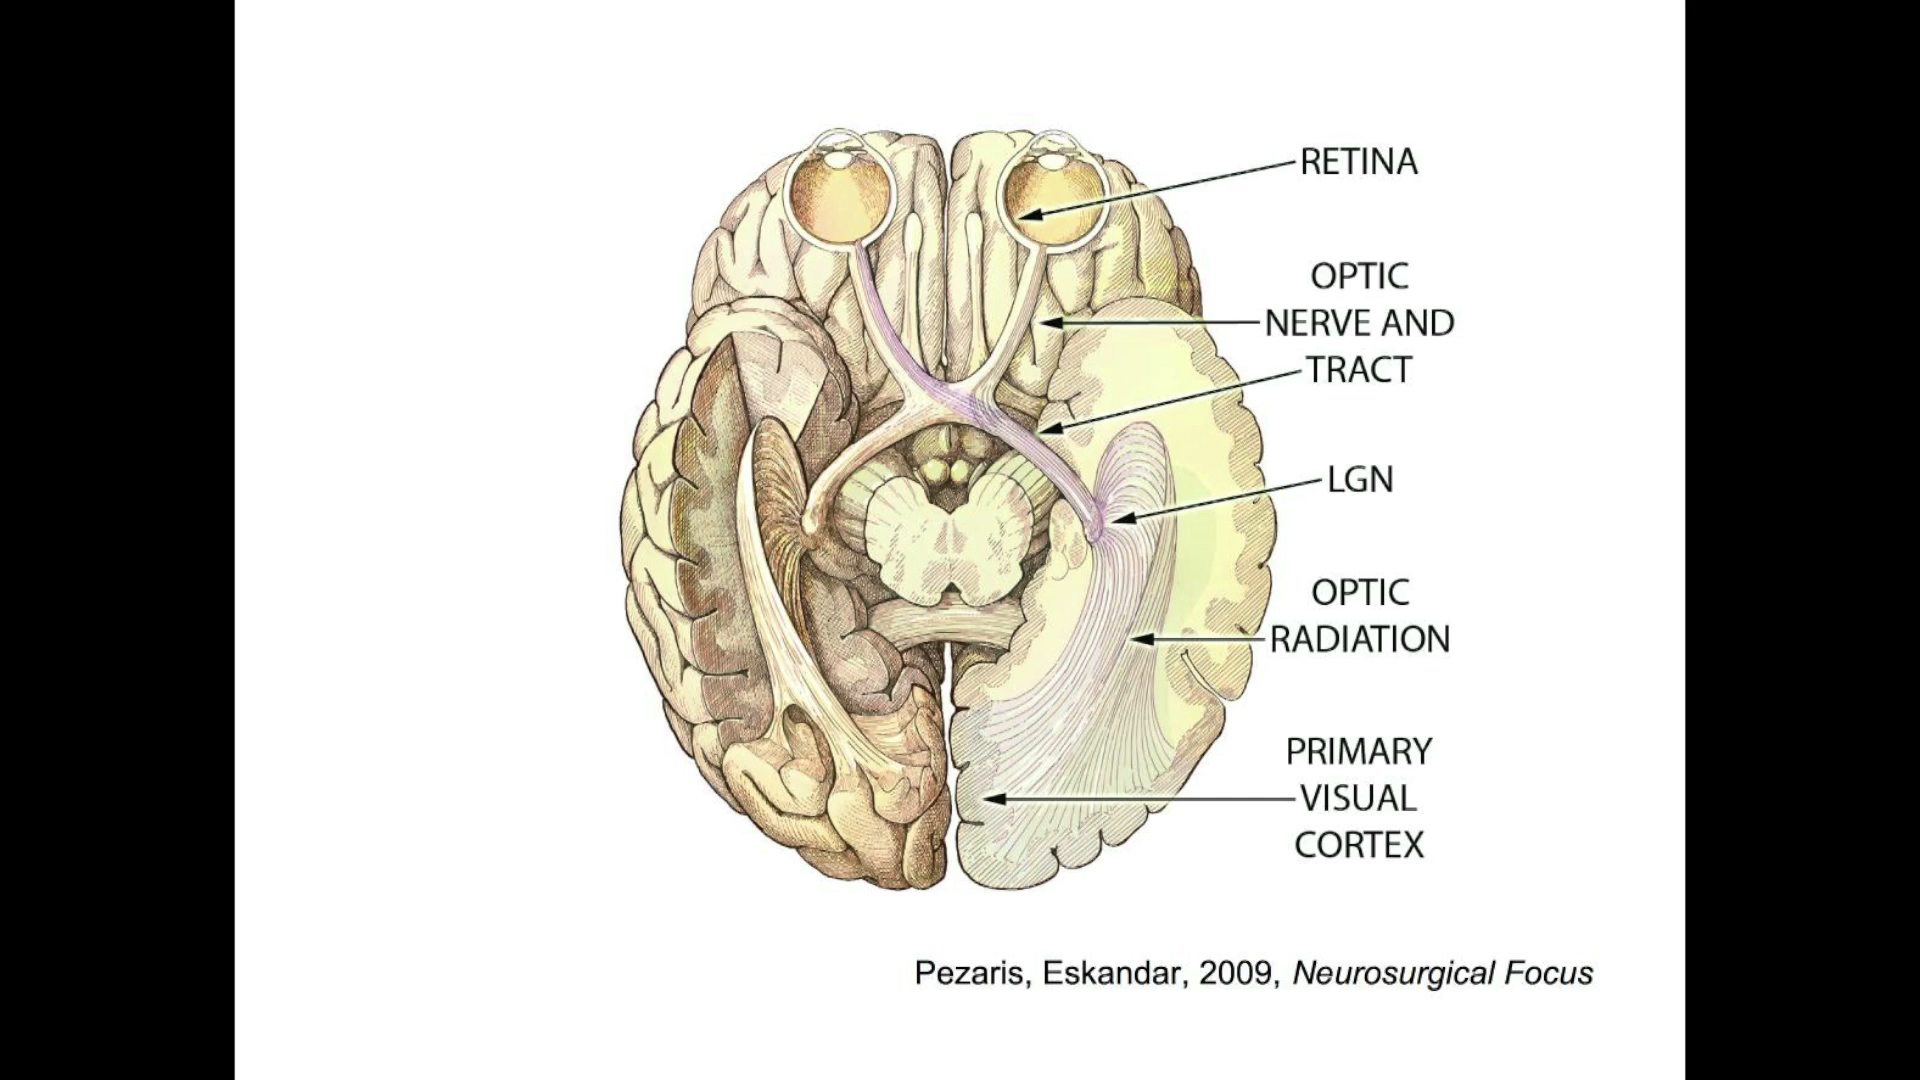 RETINA
OPTIC
NERVE AND
TRACT
LGN
OPTIC
RADIATION
PRIMARY
VISUAL
CORTEX
Pezaris, Eskandar, 2009, Neurosurgical Focus